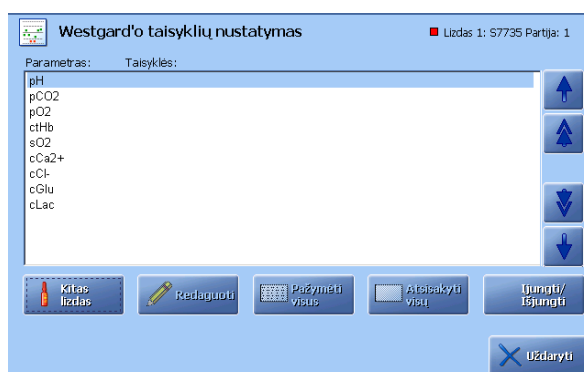 Westgard'o taisyklių nustatymas
Lizdas 1: S7735 Partija: 1
Parametras: Taisyklės:
pH
pCO2
pO2
ctHb
sO2
cCa2+
cCl-
cGlu
cLac
Kitas
lizdas
Redaguoti
Pažymėti
visus
Atsisakyti
visų
Įjungti/
Išjungti
Uždaryti